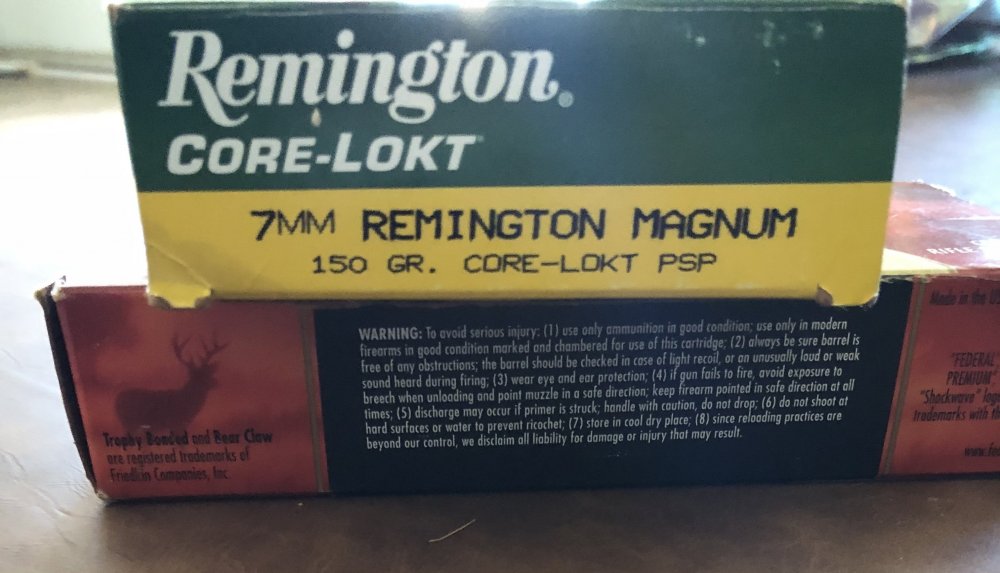 Remington®
CORE-LOKT
7MM REMINGTON MAGNUM
150 GR. CORE-LOKT PSP
RIFLE
WARNING: To avoid serious injury: (1) use only ammunition in good condition; use only in modern
firearms in good condition marked and chambered for use of this cartridge; (2) always be sure barrel is
free of any obstructions; the barrel should be checked in case of light recoil, or an unusually loud or weak
sound heard during firing; (3) wear eye and ear protection; (4) if gun fails to fire, avoid exposure to
breech when unloading and point muzzle in a safe direction; keep firearm pointed in safe direction at all
times; (5) discharge may occur if primer is struck; handle with caution, do not drop; (6) do not shoot at
hard surfaces or water to prevent ricochet; (7) store in cool dry place; (8) since reloading practices are
beyond our control, we disclaim all liability for damage or injury that may result.
Trophy Bonded and Bear Claw
are registered trademarks of
Companies, Inc.
Made in the
"FEDERAL
PREMIUM"
"Shockwave"
trademarks with